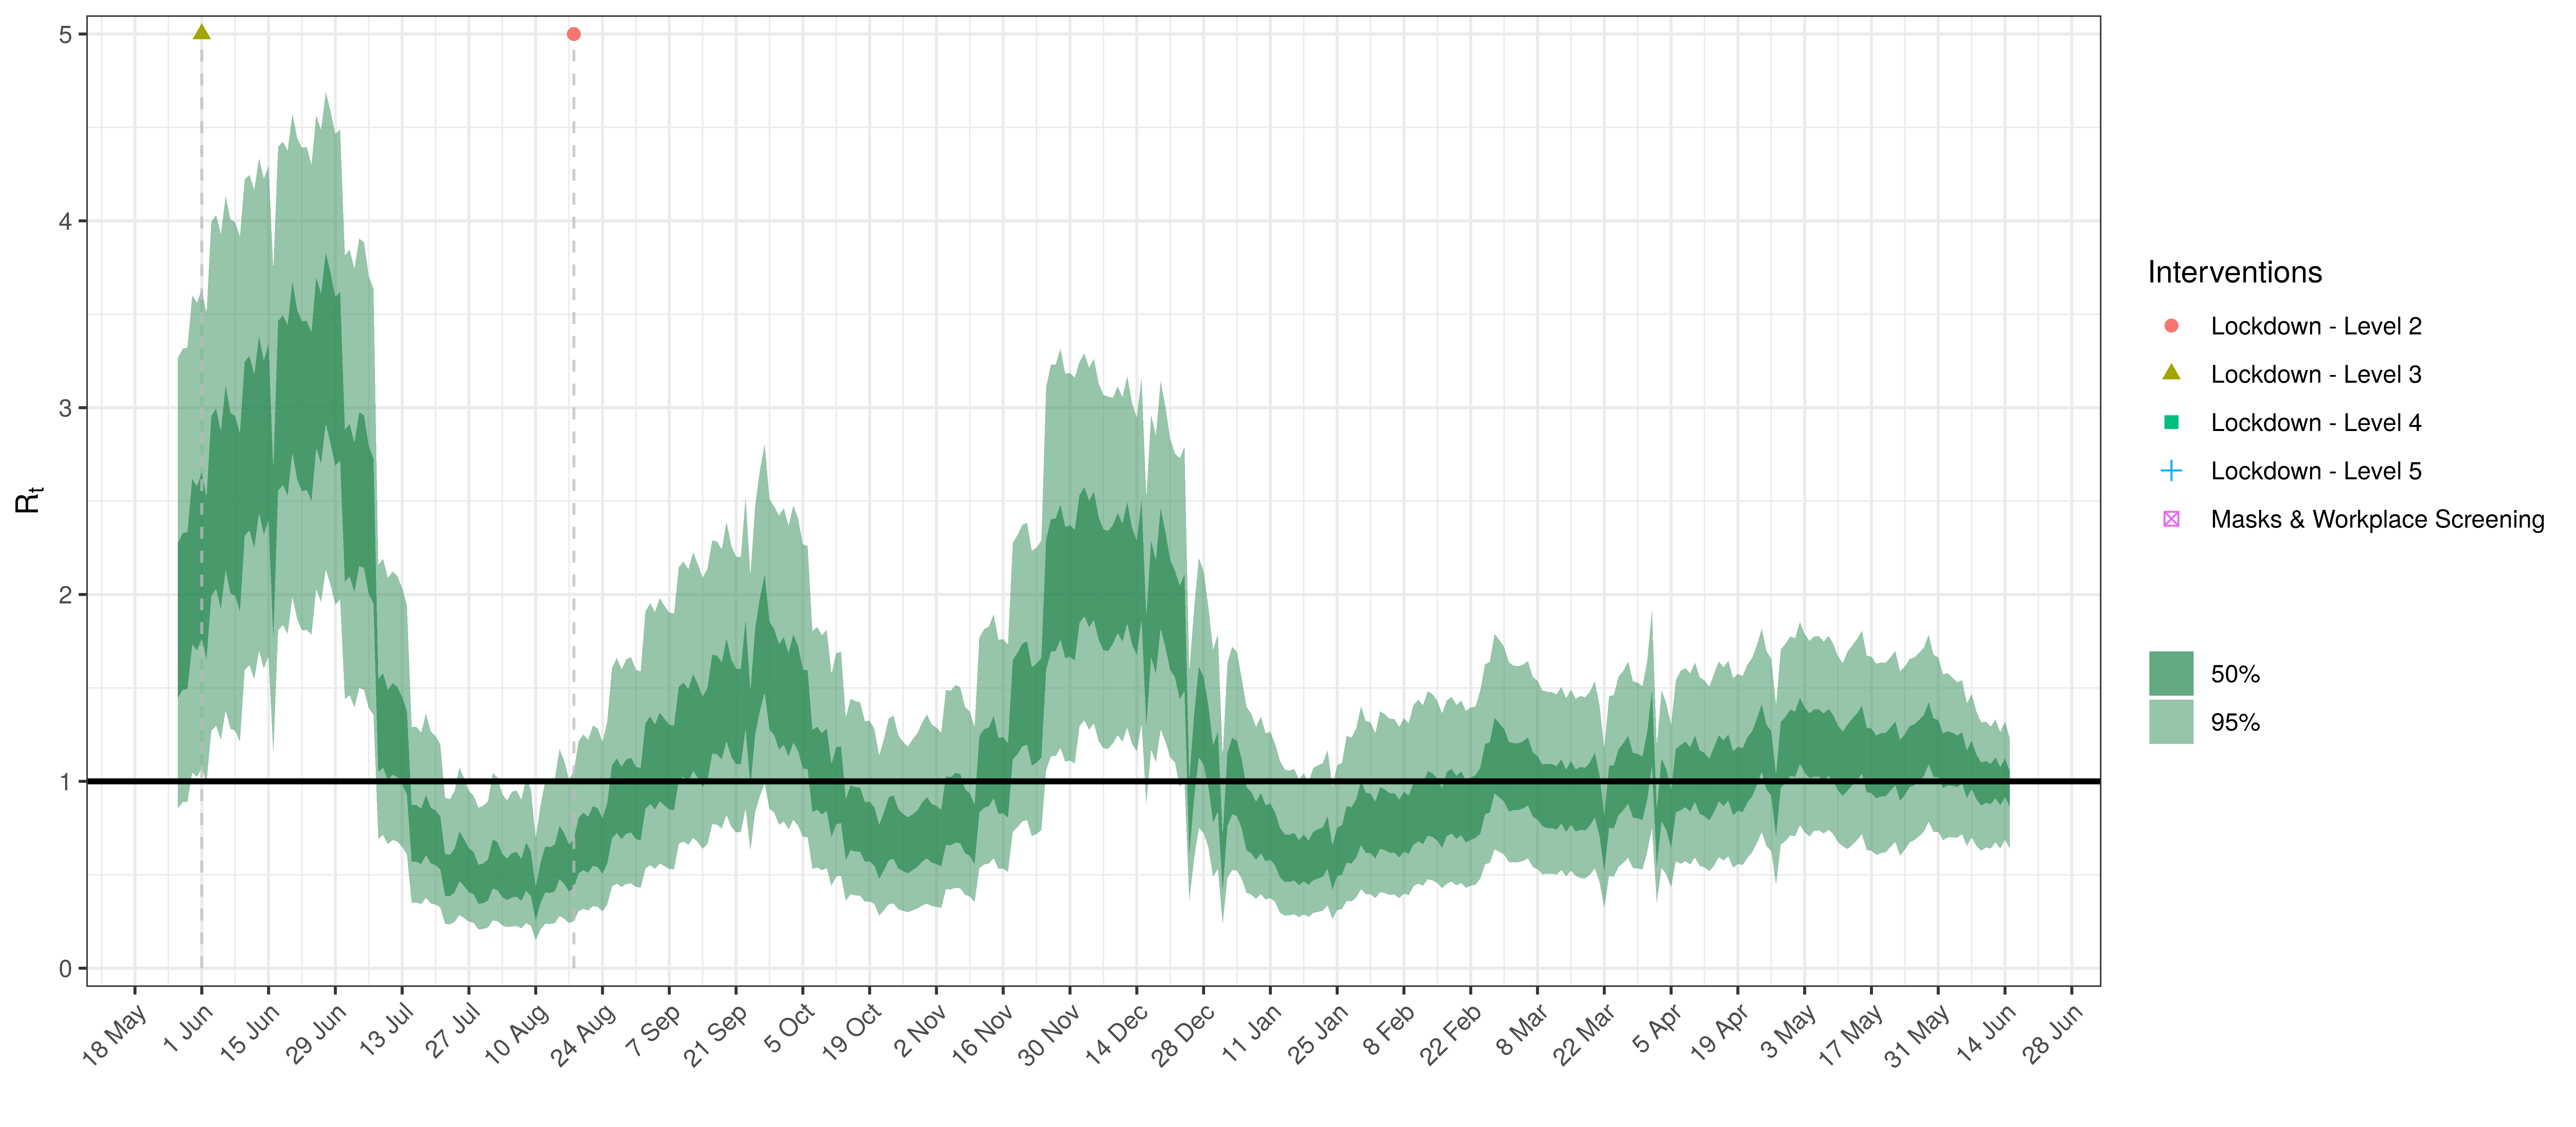 5
4
3
2
1
0
Rt
18 May
1 Jun
15 Jun
29 Jun
13 Jul
27 Jul
10 Aug
24 Aug
7 Sep
21 Sep
5 Oct
19 Oct
2 Nov
16 Nov
30 Nov
14 Dec
28 Dec
11 Jan
25 Jan
8 Feb
22 Feb
8 Mar
22 Mar
5 Apr
19 Apr
3 May
17 May
31 May
14 Jun
28 Jun
Interventions
Lockdown - Level 2
Lockdown - Level 3
Lockdown - Level 4
Lockdown - Level 5
Masks & Workplace Screening
50%
95%